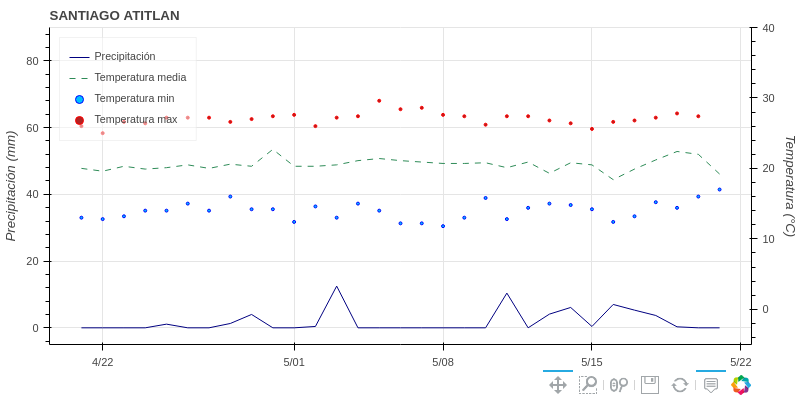 SANTIAGO ATITLAN
Precipitación
Temperatura media
Temperatura min
Temperatura max
Precipitación (mm)
80
60
40
20
0
Temperatura (°C)
40
30
20
10
0
4/22
5/01
5/08
5/15
5/22